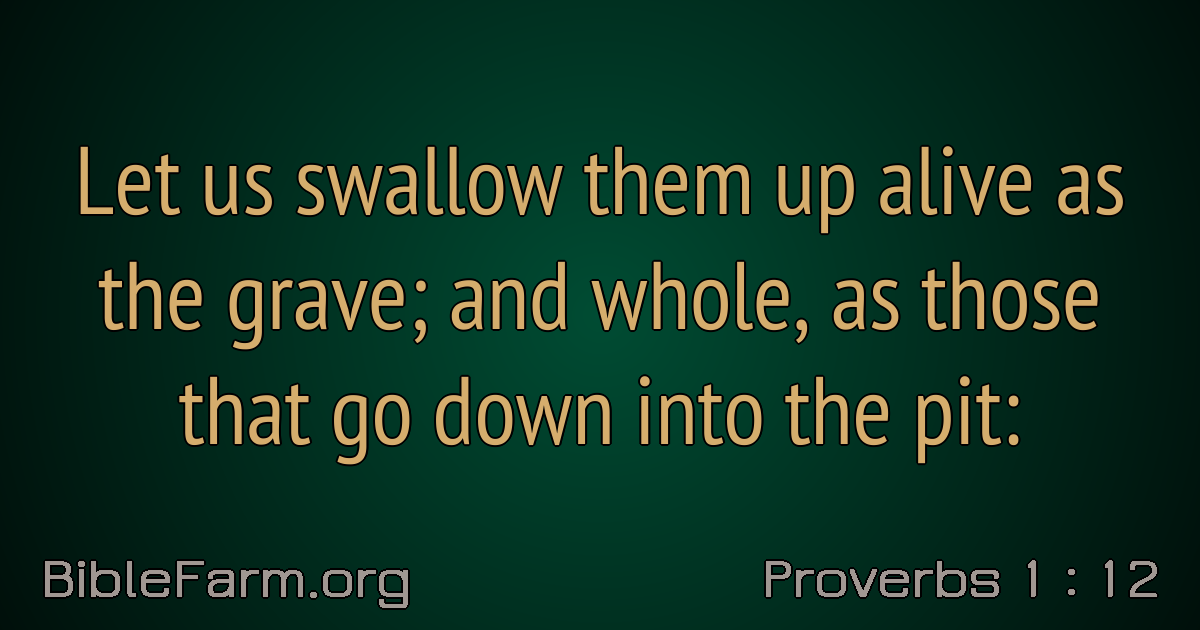 Let us swallow them up alive as
the grave; and whole, as those
that go down into the pit:
BibleFarm.org
Proverbs 1 : 12